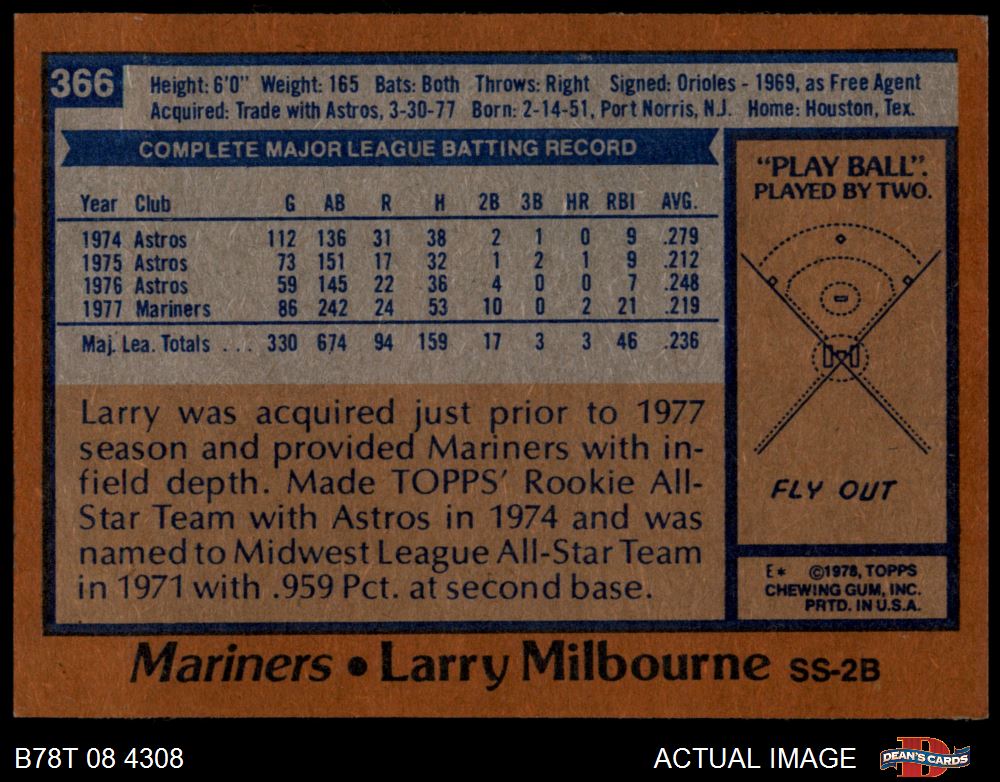 366
Height: 6'0" Weight: 165 Bats: Both Throws: Right Signed: Orioles - 1969, as Free Agent
Acquired: Trade with Astros, 3-30-77 Born: 2-14-51, Port Norris, N.J. Home: Houston, Tex.
COMPLETE MAJOR LEAGUE BATTING RECORD
Year Club G AB R H 2B 3B HR RBI AVG.
1974 Astros 112 136 31 38 2 1 0 9 .279
1975 Astros 73 151 17 32 1 2 1 9 .212
1976 Astros 59 145 22 36 4 0 0 7 .248
1977 Mariners 86 242 24 53 10 0 2 21 .219
Maj. Lea. Totals . . . 330 674 94 159 17 3 3 46 .236
Larry was acquired just prior to 1977
season and provided Mariners with in-
field depth. Made TOPPS' Rookie All-
Star Team with Astros in 1974 and was
named to Midwest League All-Star Team
in 1971 with .959 Pct. at second base.
"PLAY BALL".
PLAYED BY TWO.
FLY OUT
E* ©1978, TOPPS
CHEWING GUM, INC.
PRTD. IN U.S.A.
Mariners • Larry Milbourne SS-2B
B78T 08 4308
ACTUAL IMAGE
DEAN'S CARDS